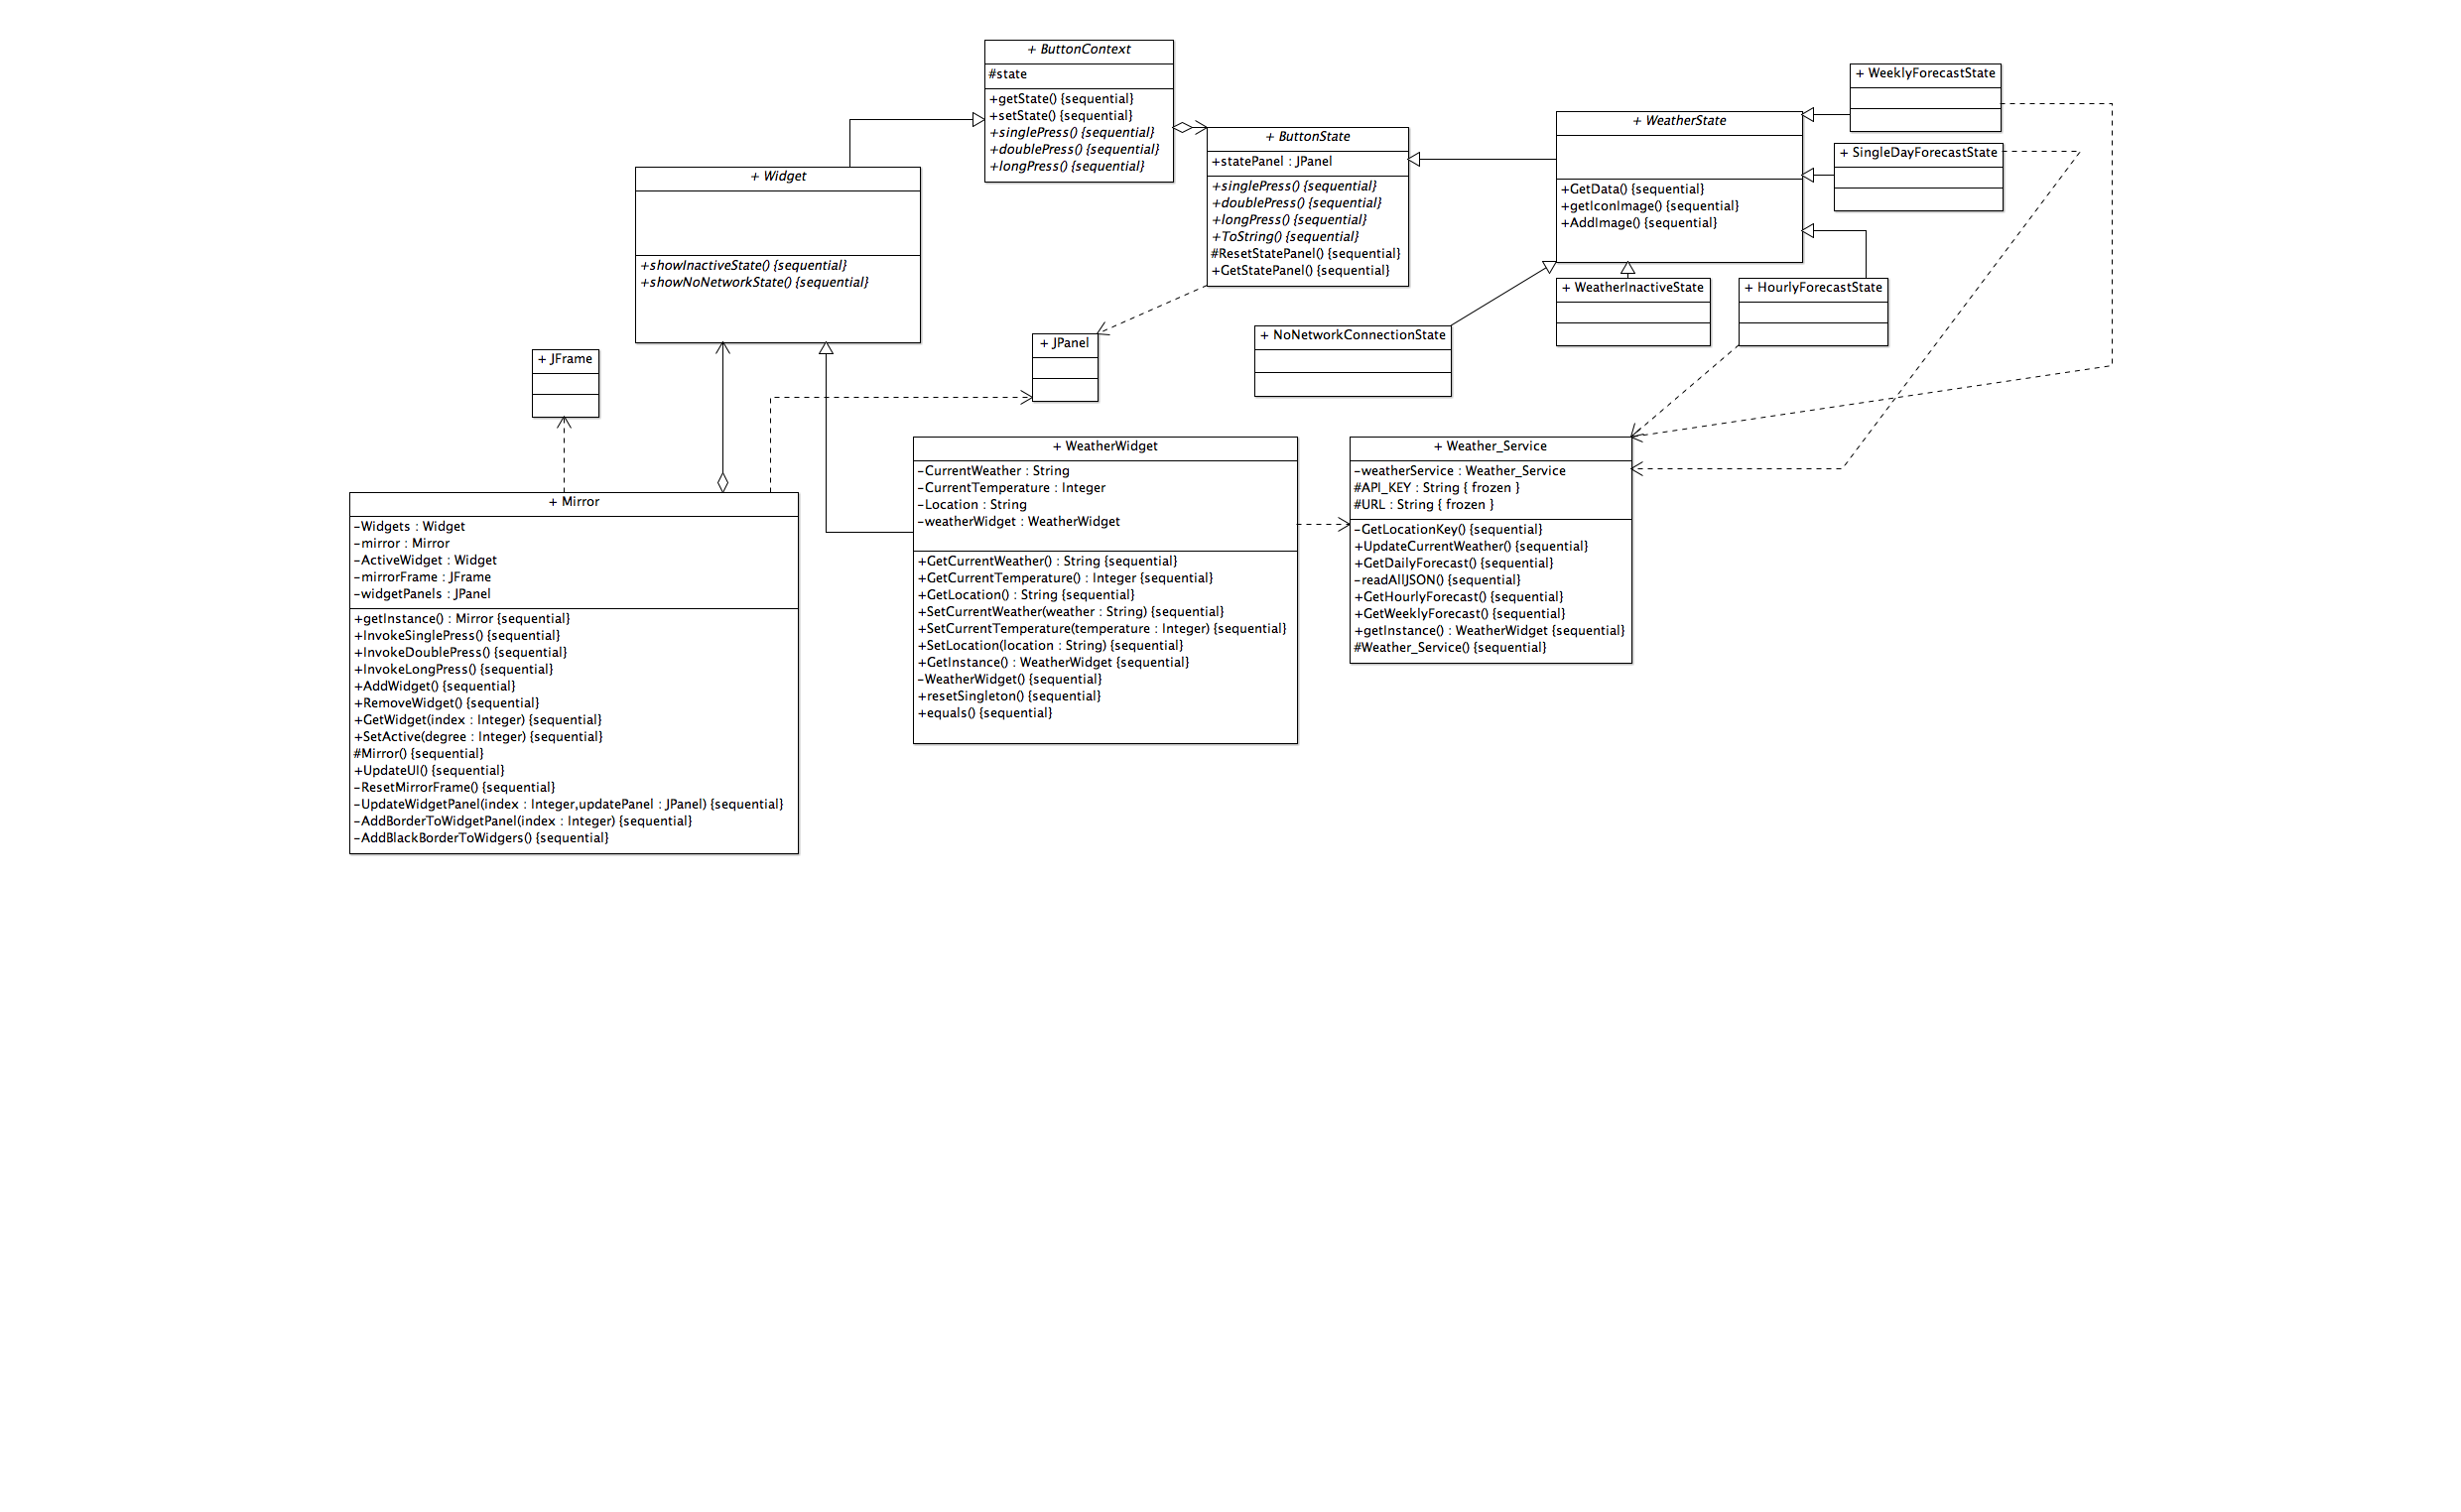 + ButtonContext
#state
+getState() {sequential}
+setState() {sequential}
+singlePress() {sequential}
+doublePress() {sequential}
+longPress() {sequential}
+ Widget
+showInactiveState() {sequential}
+showNoNetworkState() {sequential}
+ ButtonState
+statePanel : JPanel
+singlePress() {sequential}
+doublePress() {sequential}
+longPress() {sequential}
+ToString() {sequential}
#ResetStatePanel() {sequential}
+GetStatePanel() {sequential}
+ WeatherState
+GetData() {sequential}
+getIconImage() {sequential}
+AddImage() {sequential}
+ WeeklyForecastState
+ SingleDayForecastState
+ WeatherInactiveState
+ HourlyForecastState
+ NoNetworkConnectionState
+ JPanel
+ JFrame
+ Mirror
-Widgets : Widget
-mirror : Mirror
-ActiveWidget : Widget
-mirrorFrame : JFrame
-widgetPanels : JPanel
+getInstance() : Mirror {sequential}
+InvokeSinglePress() {sequential}
+InvokeDoublePress() {sequential}
+InvokeLongPress() {sequential}
+AddWidget() {sequential}
+RemoveWidget() {sequential}
+GetWidget(index : Integer) {sequential}
+SetActive(degree : Integer) {sequential}
#Mirror() {sequential}
+UpdateUI() {sequential}
-ResetMirrorFrame() {sequential}
-UpdateWidgetPanel(index : Integer,updatePanel : JPanel) {sequential}
-AddBorderToWidgetPanel(index : Integer) {sequential}
-AddBlackBorderToWidgers() {sequential}
+ WeatherWidget
-CurrentWeather : String
-CurrentTemperature : Integer
-Location : String
-weatherWidget : WeatherWidget
+GetCurrentWeather() : String {sequential}
+GetCurrentTemperature() : Integer {sequential}
+GetLocation() : String {sequential}
+SetCurrentWeather(weather : String) {sequential}
+SetCurrentTemperature(temperature : Integer) {sequential}
+SetLocation(location : String) {sequential}
+GetInstance() : WeatherWidget {sequential}
-WeatherWidget() {sequential}
+resetSingleton() {sequential}
+equals() {sequential}
+ Weather_Service
-weatherService : Weather_Service
#API_KEY : String { frozen }
#URL : String { frozen }
-GetLocationKey() {sequential}
+UpdateCurrentWeather() {sequential}
+GetDailyForecast() {sequential}
-readAllJSON() {sequential}
+GetHourlyForecast() {sequential}
+GetWeeklyForecast() {sequential}
+getInstance() : WeatherWidget {sequential}
#Weather_Service() {sequential}